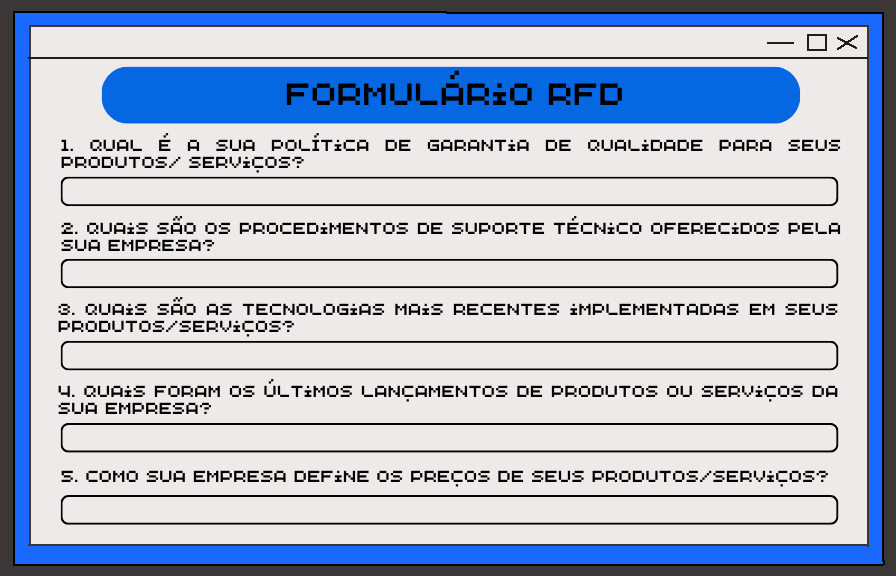 FORMULÁRIO RFD
1. QUAL É A SUA POLÍTICA DE GARANTIA DE QUALIDADE PARA SEUS
PRODUTOS/ SERVIÇOS?
2. QUAIS SÃO OS PROCEDIMENTOS DE SUPORTE TÉCNICO OFERECIDOS PELA
SUA EMPRESA?
3. QUAIS SÃO AS TECNOLOGIAS MAIS RECENTES IMPLEMENTADAS EM SEUS
PRODUTOS/SERVIÇOS?
4. QUAIS FORAM OS ÚLTIMOS LANÇAMENTOS DE PRODUTOS OU SERVIÇOS DA
SUA EMPRESA?
5. COMO SUA EMPRESA DEFINE OS PREÇOS DE SEUS PRODUTOS/SERVIÇOS?